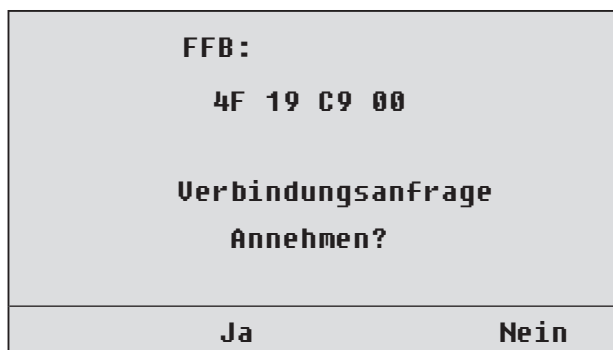 FFB:
4F 19 C9 00
Verbindungsanfrage
Annehmen?
Ja Nein